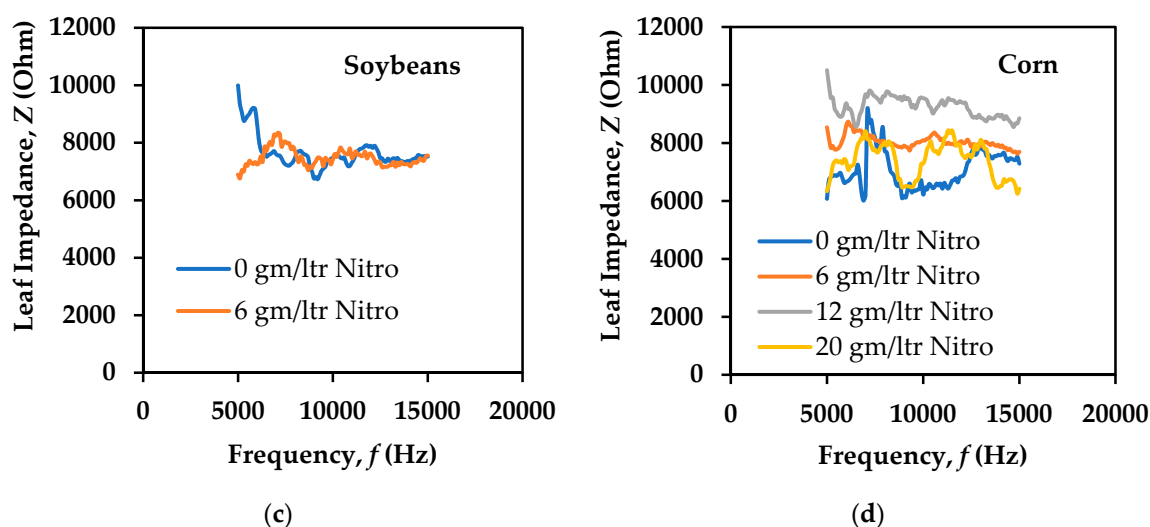 12000
10000
8000
6000
4000
2000
0
Leaf Impedance, Z (Ohm)
Soybeans
0 gm/ltr Nitro
6 gm/ltr Nitro
0 5000 10000 15000 20000
Frequency, f (Hz)
(c)
12000
10000
8000
6000
4000
2000
0
Leaf Impedance, Z (Ohm)
Corn
0 gm/ltr Nitro
6 gm/ltr Nitro
12 gm/ltr Nitro
20 gm/ltr Nitro
0 5000 10000 15000 20000
Frequency, f (Hz)
(d)